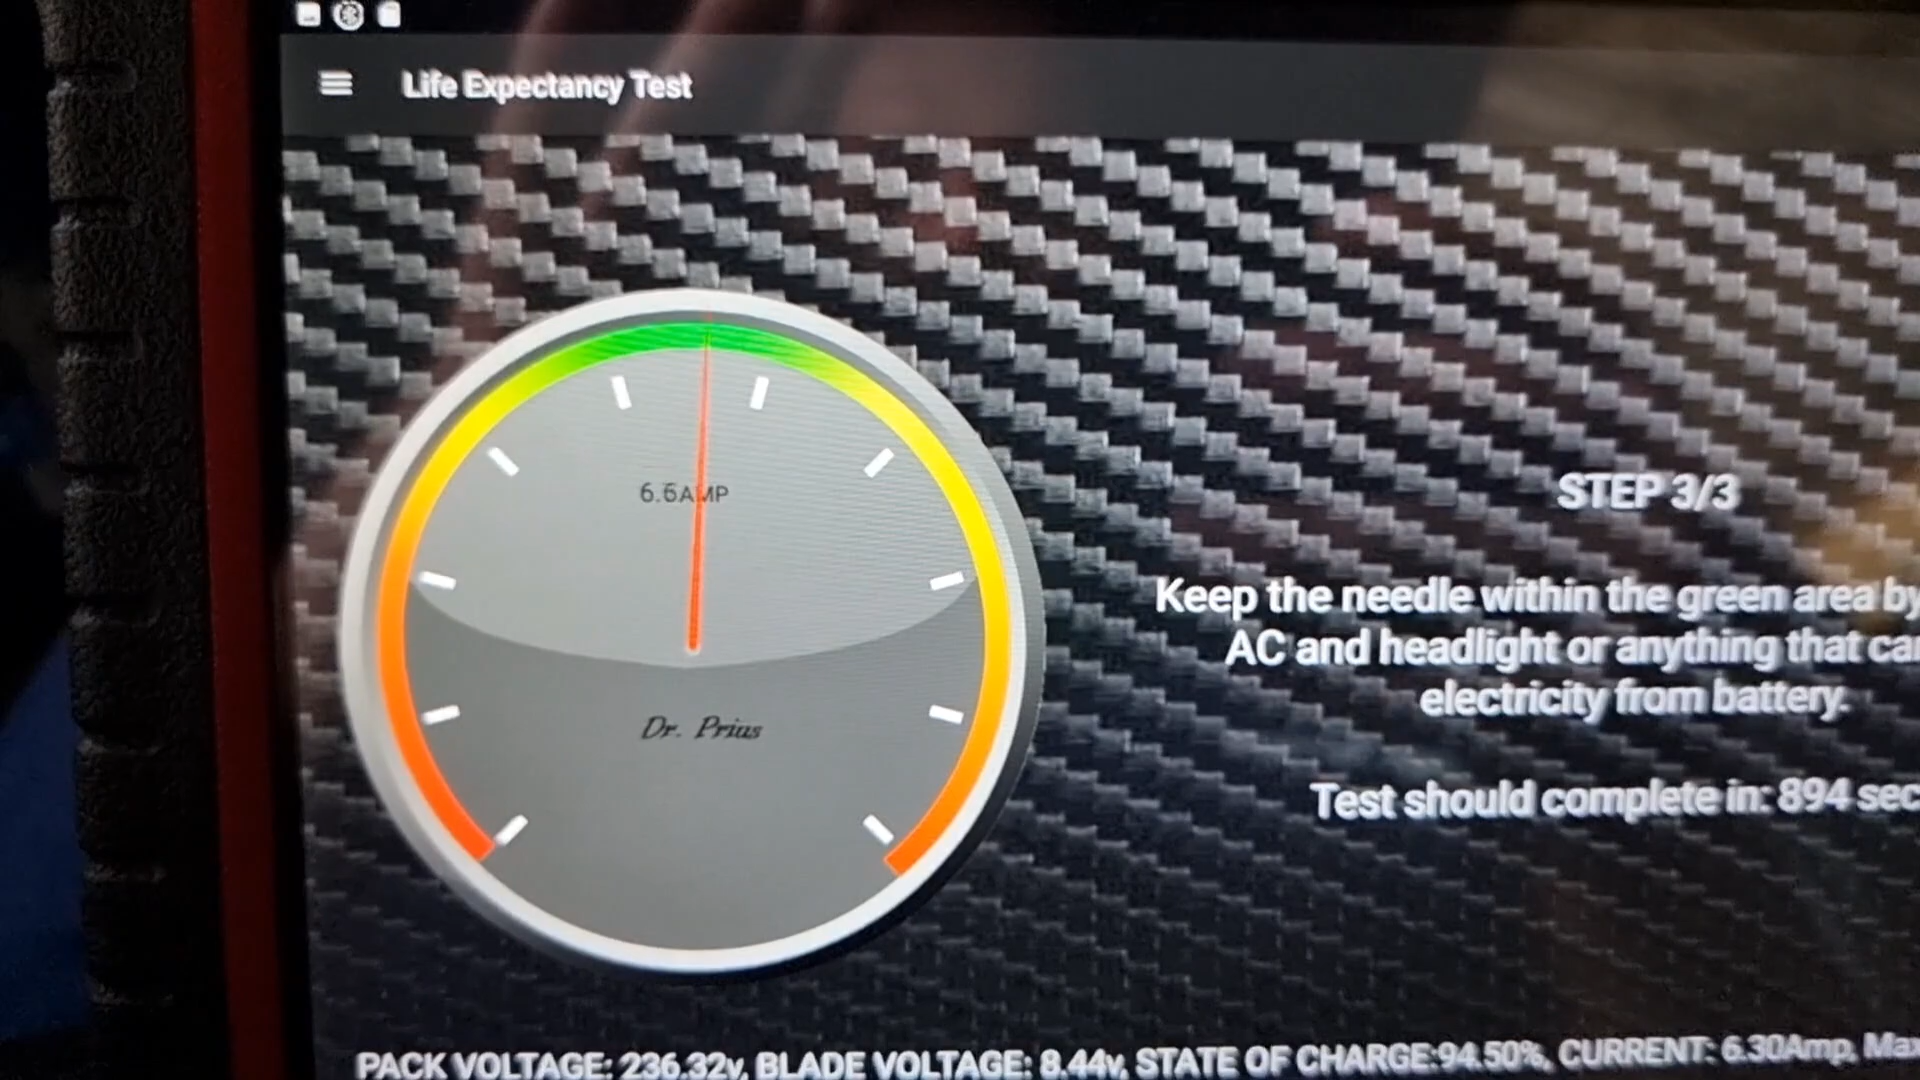 Life Expectancy Test
6.6AMP
STEP 3/3
Keep the needle within the green area by
AC and headlight or anything that
electricity from battery.
Dr. Prius
Test should complete in: 894 sec
PACK VOLTAGE: 236.32v, BLADE VOLTAGE: 8.44v, STATE OF CHARGE:94.50%, CURRENT: 6.30Amp, Max